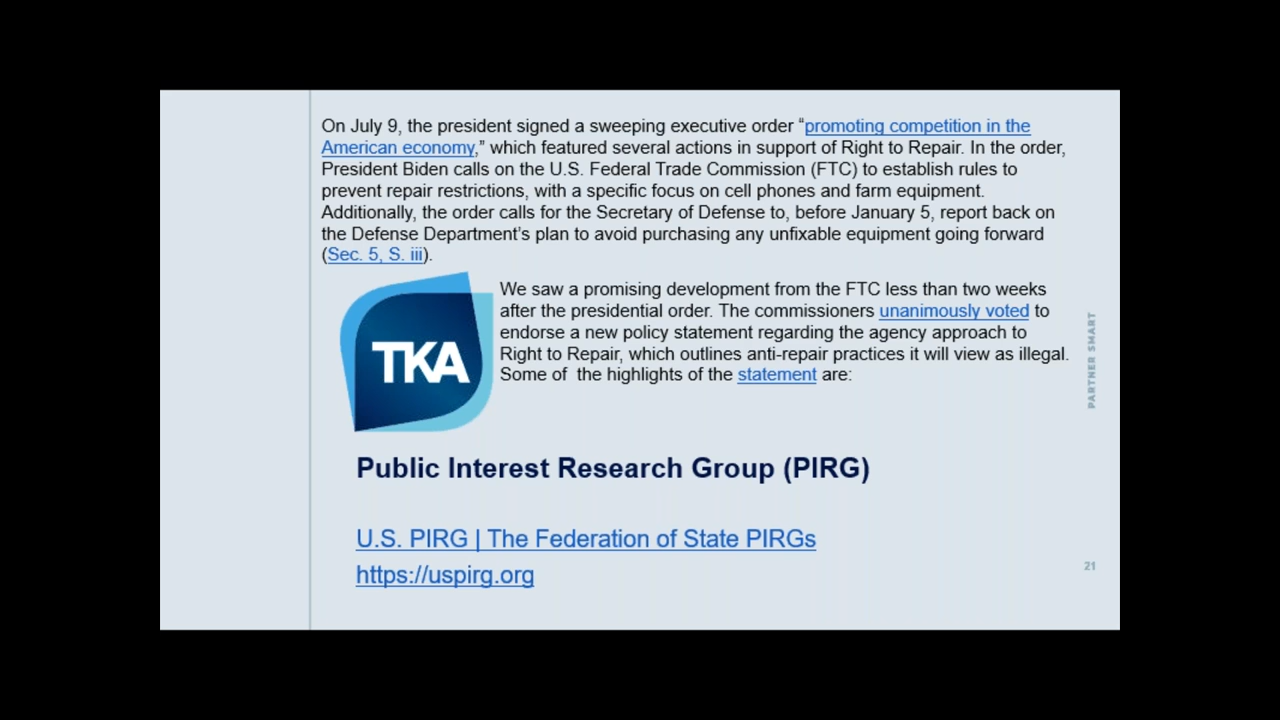 On July 9, the president signed a sweeping executive order “promoting competition in the
American economy,” which featured several actions in support of Right to Repair. In the order,
President Biden calls on the U.S. Federal Trade Commission (FTC) to establish rules to
prevent repair restrictions, with a specific focus on cell phones and farm equipment.
Additionally, the order calls for the Secretary of Defense to, before January 5, report back on
the Defense Department’s plan to avoid purchasing any unfixable equipment going forward
(Sec. 5, S. iii).
TKA
We saw a promising development from the FTC less than two weeks
after the presidential order. The commissioners unanimously voted to
endorse a new policy statement regarding the agency approach to
Right to Repair, which outlines anti-repair practices it will view as illegal.
Some of the highlights of the statement are:
PARTNER SMART
Public Interest Research Group (PIRG)
U.S. PIRG | The Federation of State PIRGs
https://uspirg.org
21